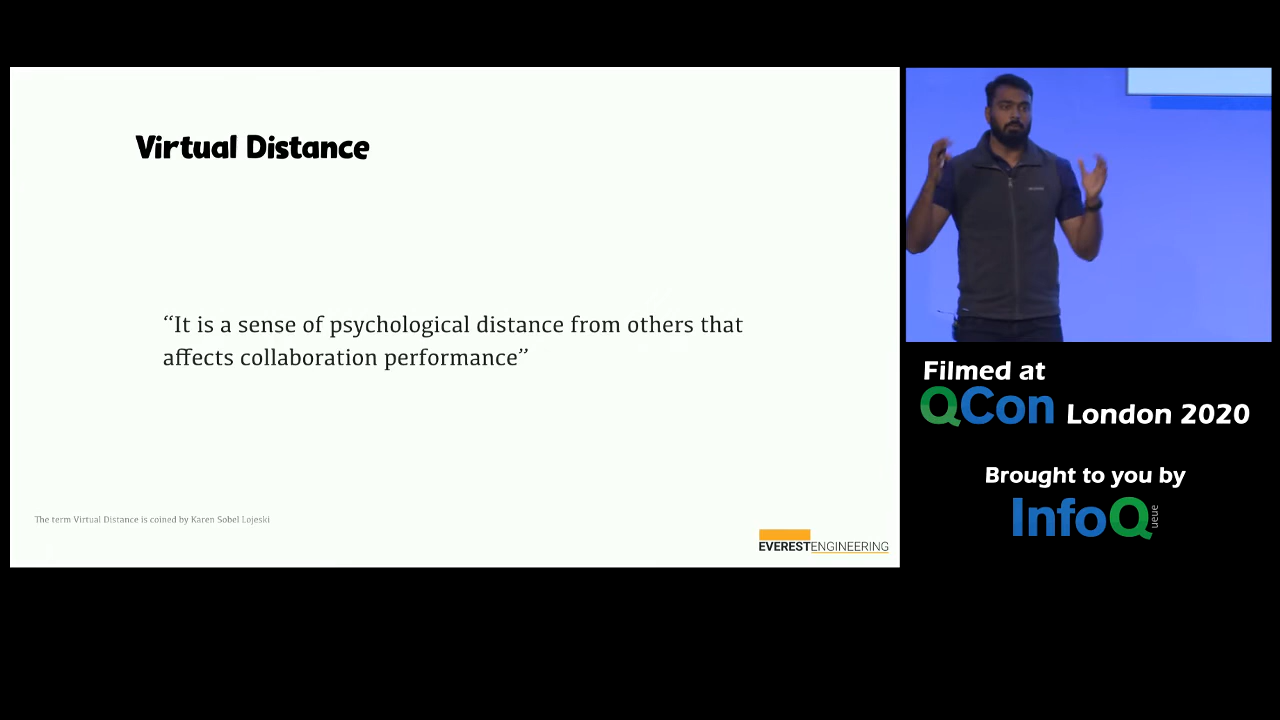 Virtual Distance
“It is a sense of psychological distance from others that
affects collaboration performance”
The term Virtual Distance is coined by Karen Sobel Lojeski
EVERESTENGINEERING
Filmed at
QCon London 2020
Brought to you by
InfoQueue